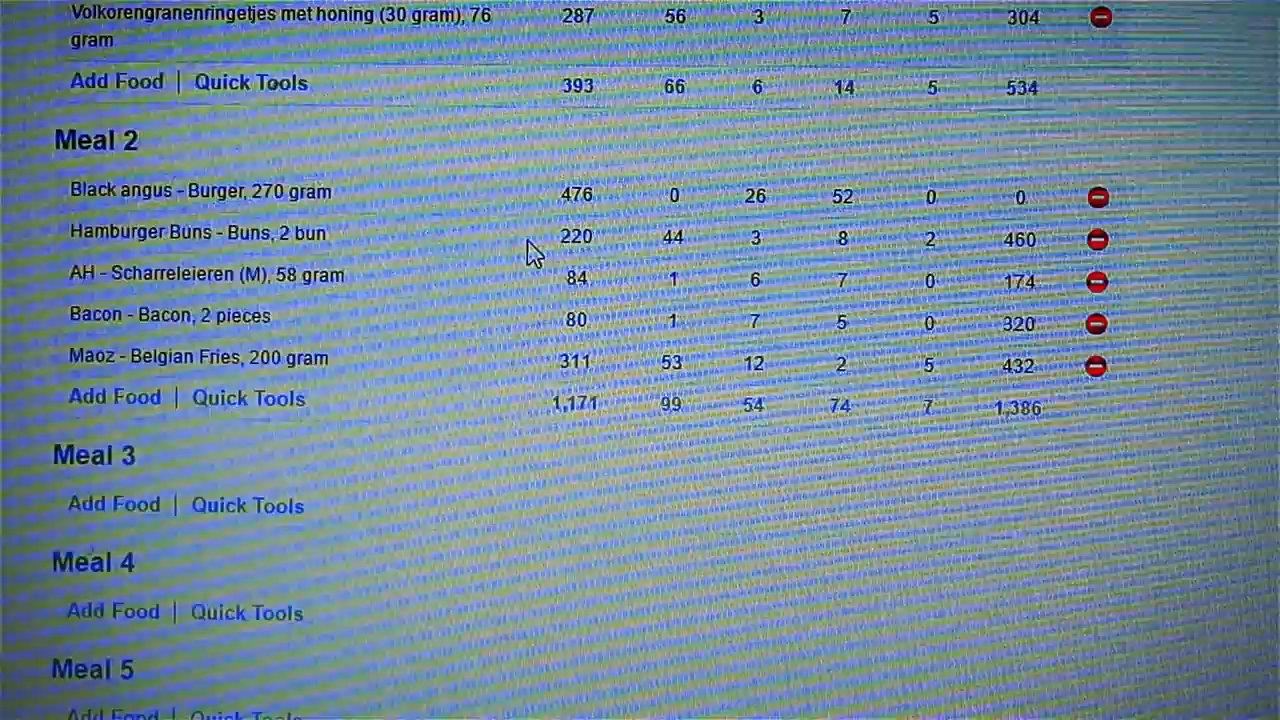 Volkorengranenringetjes met honing (30 gram), 76 gram 287 56 3 7 5 304
Add Food | Quick Tools 393 66 6 14 5 534
Meal 2
Black angus - Burger, 270 gram 476 0 26 52 0 0
Hamburger Buns - Buns, 2 bun 220 44 3 8 2 460
AH - Scharreleieren (M), 58 gram 84 1 6 7 0 174
Bacon - Bacon, 2 pieces 80 1 7 5 0 320
Maoz - Belgian Fries, 200 gram 311 53 12 2 5 432
Add Food | Quick Tools 1,171 99 54 74 7 1,386
Meal 3
Add Food | Quick Tools
Meal 4
Add Food | Quick Tools
Meal 5
Add Food | Quick Tools